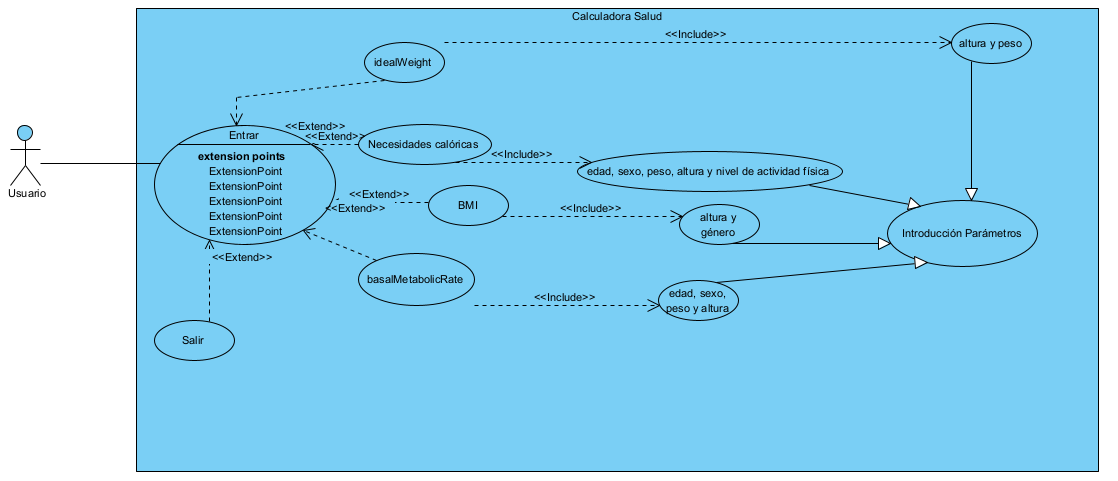 Calculadora Salud
<<Include>>
altura y peso
idealWeight
Usuario
Entrar
extension points
ExtensionPoint
ExtensionPoint
ExtensionPoint
ExtensionPoint
ExtensionPoint
<<Extend>>
<<Extend>>
Necesidades calóricas
<<Include>>
edad, sexo, peso, altura y nivel de actividad física
<<Extend>>
<<Extend>>
BMI
<<Include>>
altura y
género
Introducción Parámetros
<<Extend>>
basalMetabolicRate
<<Include>>
edad, sexo,
peso y altura
Salir